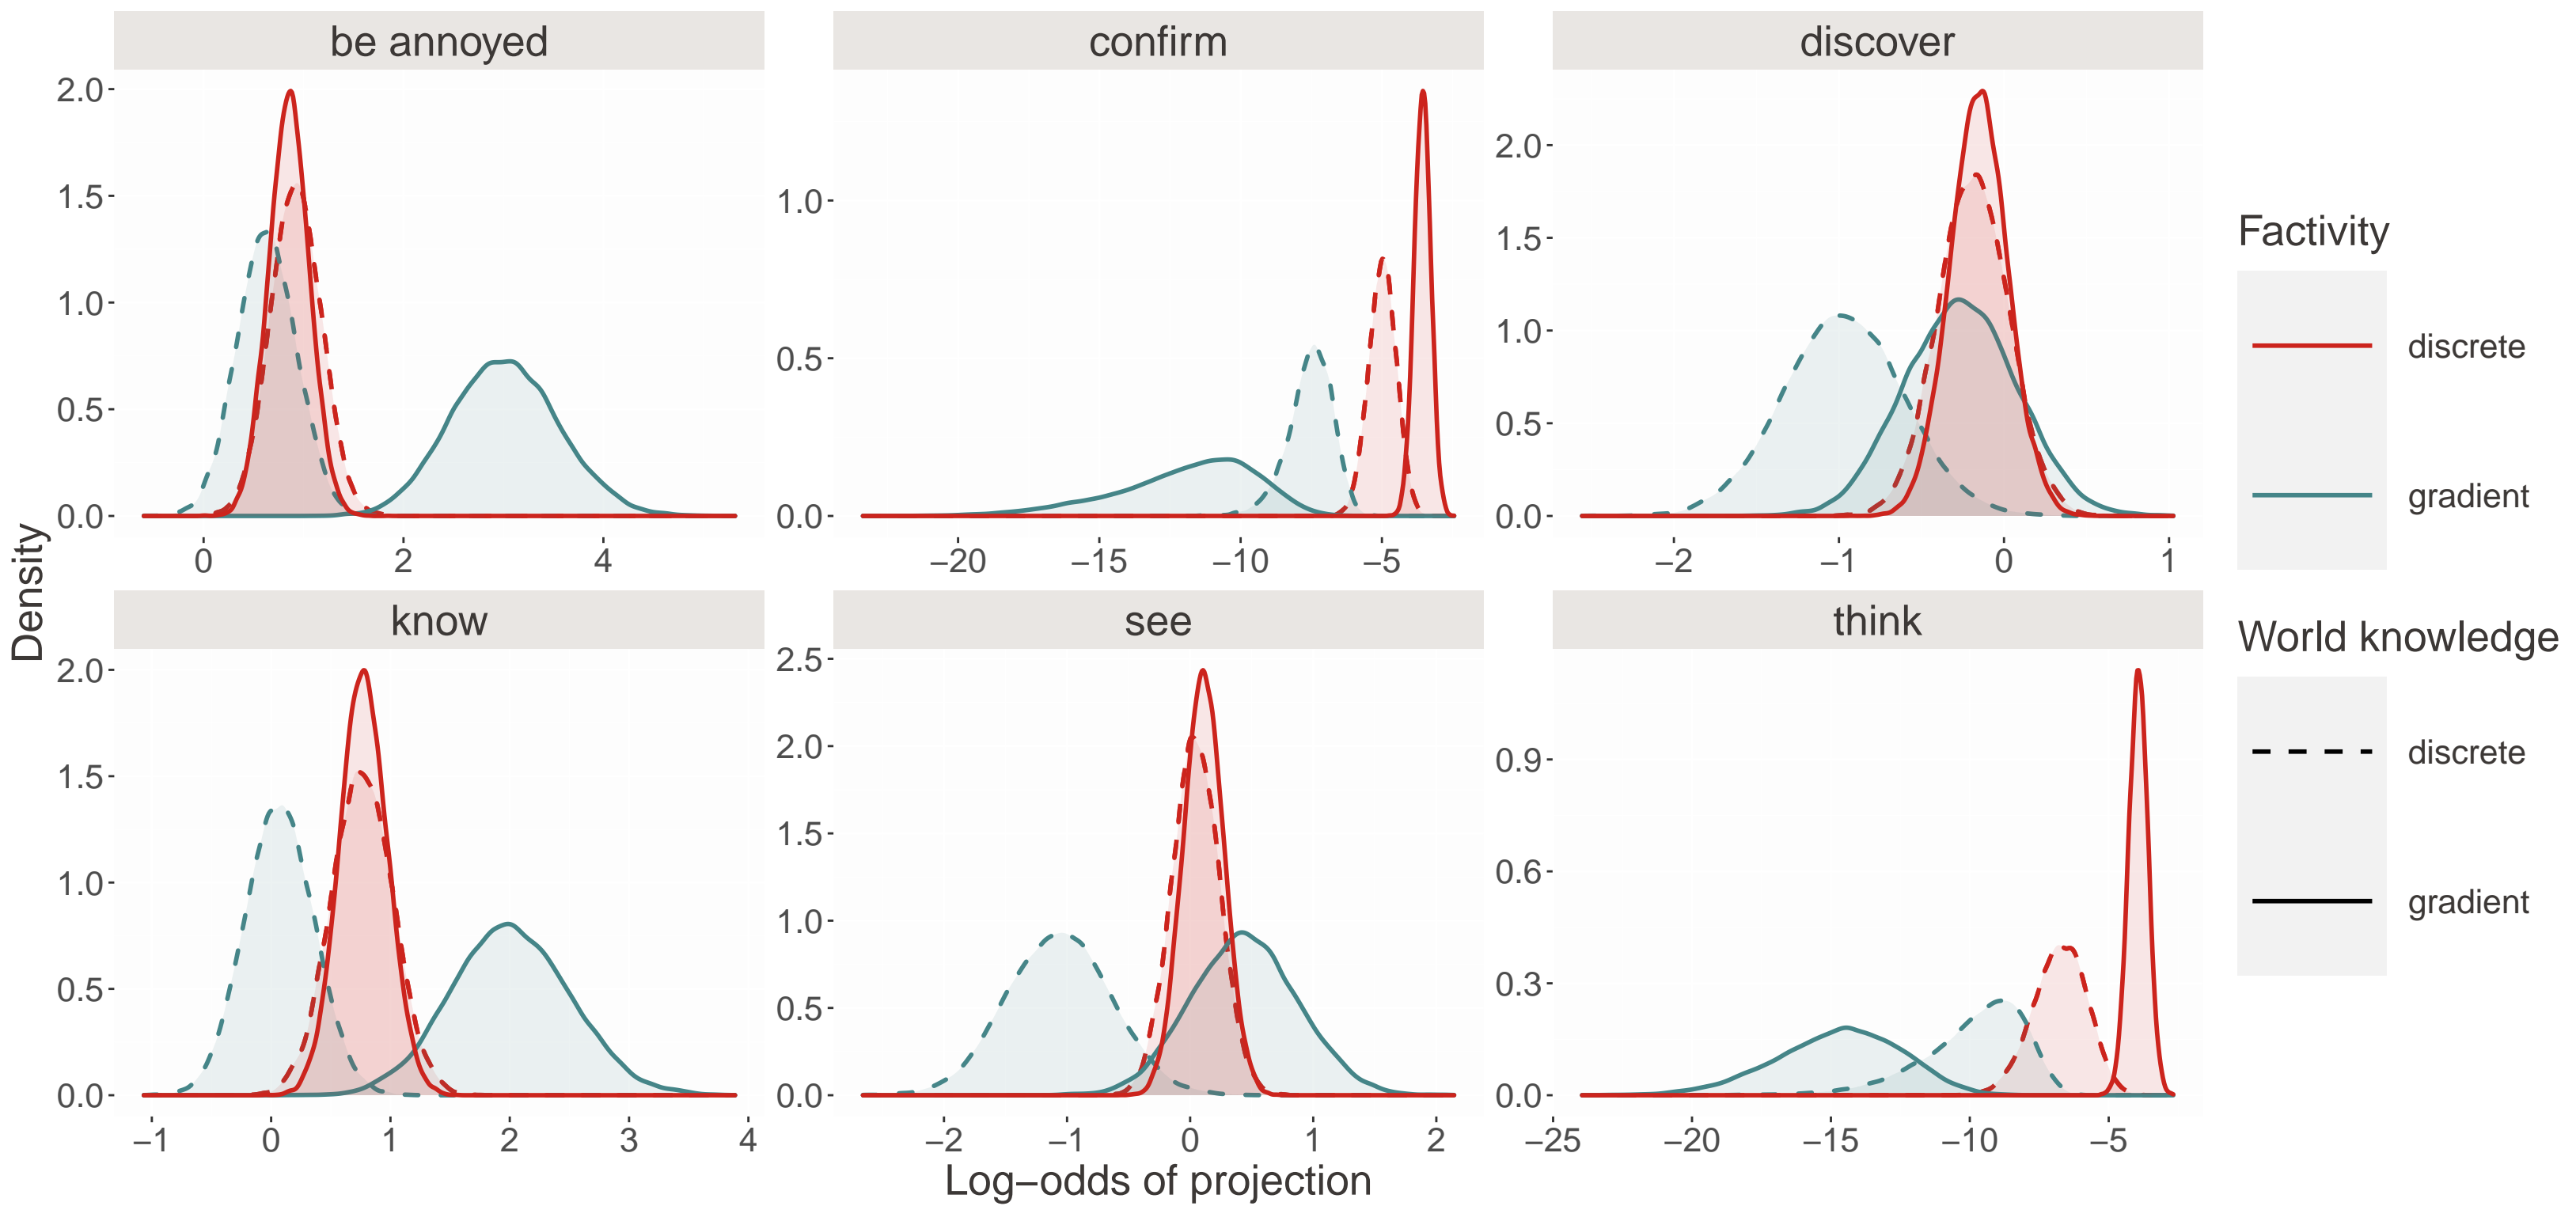 be annoyed
confirm
discover
2.0
1.5
1.0
0.5
0.0
0 2 4
1.0
0.5
0.0
−20 −15 −10 −5
2.0
1.5
1.0
0.5
0.0
−2 −1 0 1
Density
know
see
think
2.0
1.5
1.0
0.5
0.0
−1 0 1 2 3 4
2.5
2.0
1.5
1.0
0.5
0.0
−2 −1 0 1 2
0.9
0.6
0.3
0.0
−25 −20 −15 −10 −5
Log−odds of projection
Factivity
discrete
gradient
World knowledge
discrete
gradient